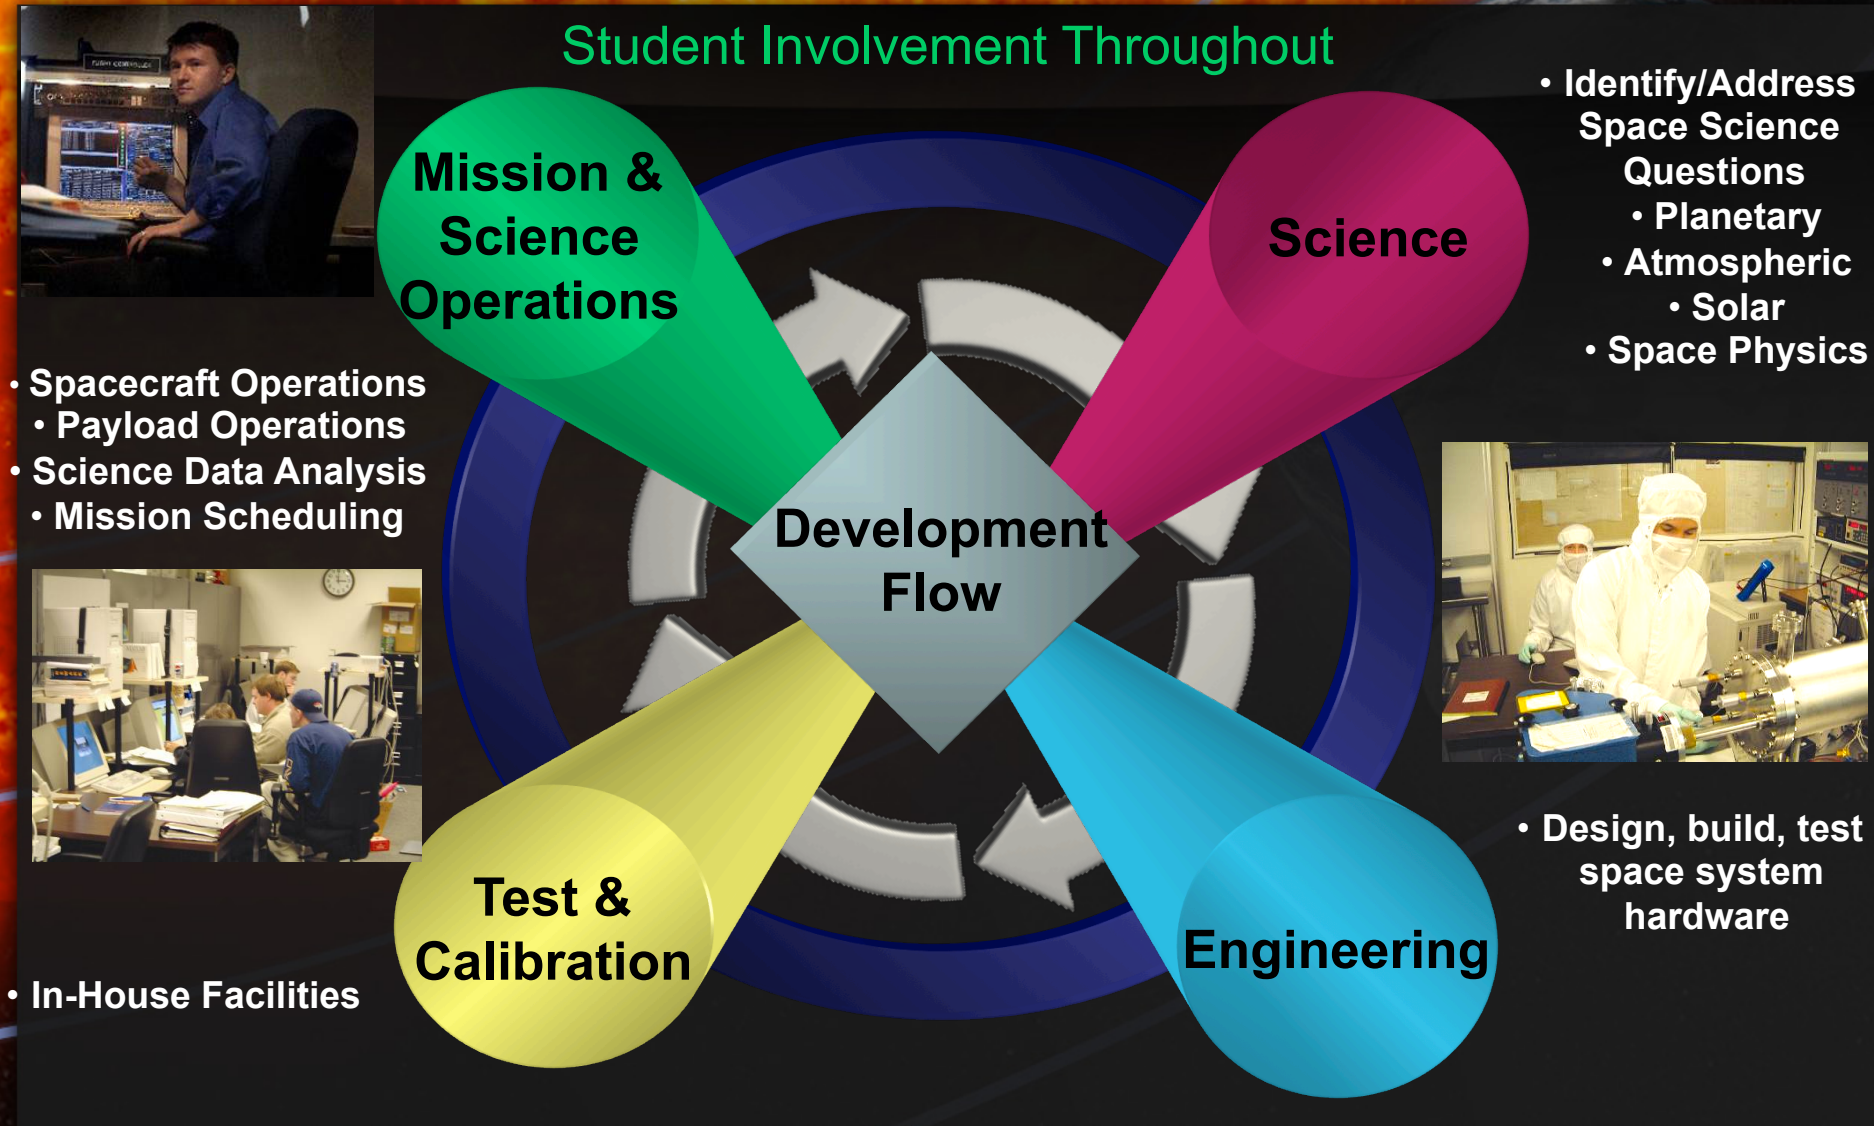 Student Involvement Throughout
Mission &
Science
Operations
Science
• Identify/Address
Space Science
Questions
• Planetary
• Atmospheric
• Solar
• Space Physics
• Spacecraft Operations
• Payload Operations
• Science Data Analysis
• Mission Scheduling
Development
Flow
Test &
Calibration
Engineering
• Design, build, test
space system
hardware
• In-House Facilities